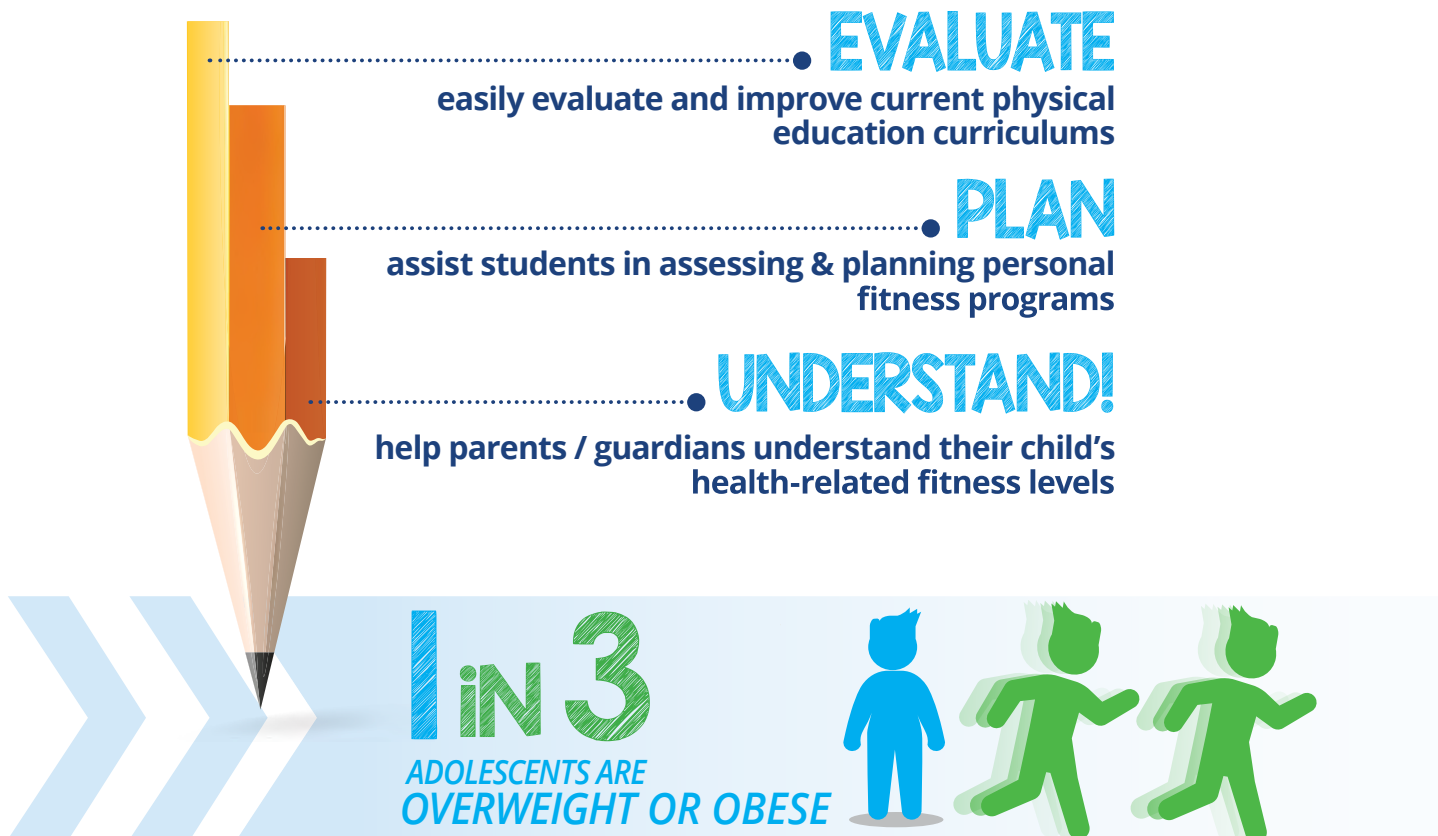 EVALUATE
easily evaluate and improve current physical
education curriculums
PLAN
assist students in assessing & planning personal
fitness programs
UNDERSTAND!
help parents / guardians understand their child's
health-related fitness levels
1 iN 3
ADOLESCENTS ARE
OVERWEIGHT OR OBESE